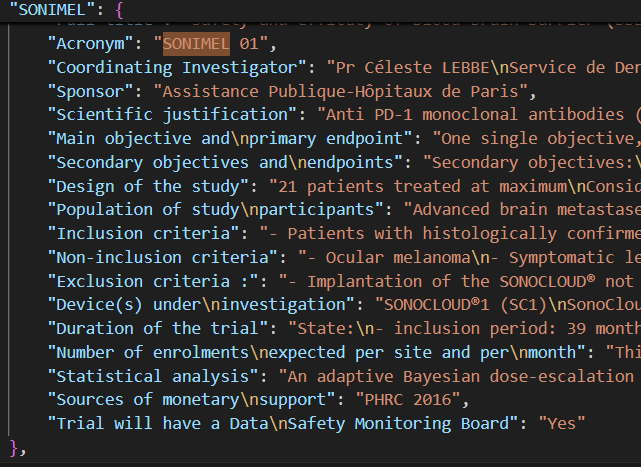 "SONIMEL": {
"Acronym": "SONIMEL 01",
"Coordinating Investigator": "Pr Céleste LEBBE\nService de Der
"Sponsor": "Assistance Publique-Hôpitaux de Paris",
"Scientific justification": "Anti PD-1 monoclonal antibodies (
"Main objective and\nprimary endpoint": "One single objective,
"Secondary objectives and\nendpoints": "Secondary objectives:\
"Design of the study": "21 patients treated at maximum\nConsid
"Population of study\nparticipants": "Advanced brain metastase
"Inclusion criteria": "- Patients with histologically confirme
"Non-inclusion criteria": "- Ocular melanoma\n- Symptomatic le
"Exclusion criteria :": "- Implantation of the SONOCLOUD® not
"Device(s) under\ninvestigation": "SONOCLOUD®1 (SC1)\nSonoClou
"Duration of the trial": "State:\n- inclusion period: 39 month
"Number of enrolments\nexpected per site and per\nmonth": "Thi
"Statistical analysis": "An adaptive Bayesian dose-escalation
"Sources of monetary\nsupport": "PHRC 2016",
"Trial will have a Data\nSafety Monitoring Board": "Yes"
},